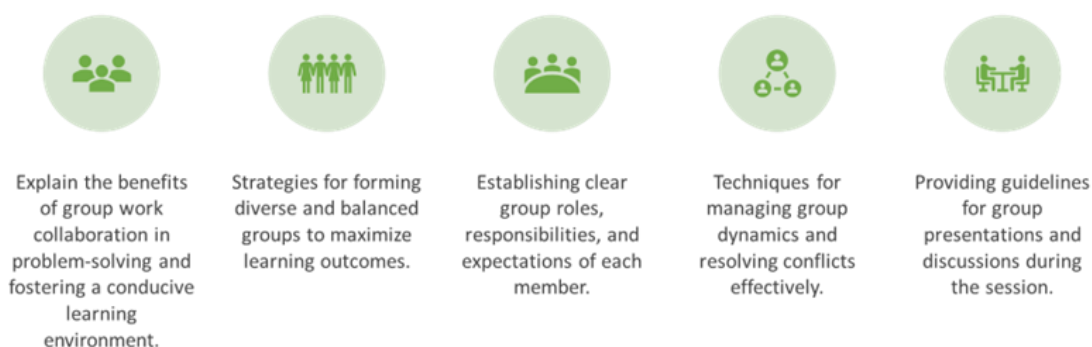 Explain the benefits
of group work
collaboration in
problem-solving and
fostering a conducive
learning
environment.
Strategies for forming
diverse and balanced
groups to maximize
learning outcomes.
Establishing clear
group roles,
responsibilities, and
expectations of each
member.
Techniques for
managing group
dynamics and
resolving conflicts
effectively.
Providing guidelines
for group
presentations and
discussions during
the session.